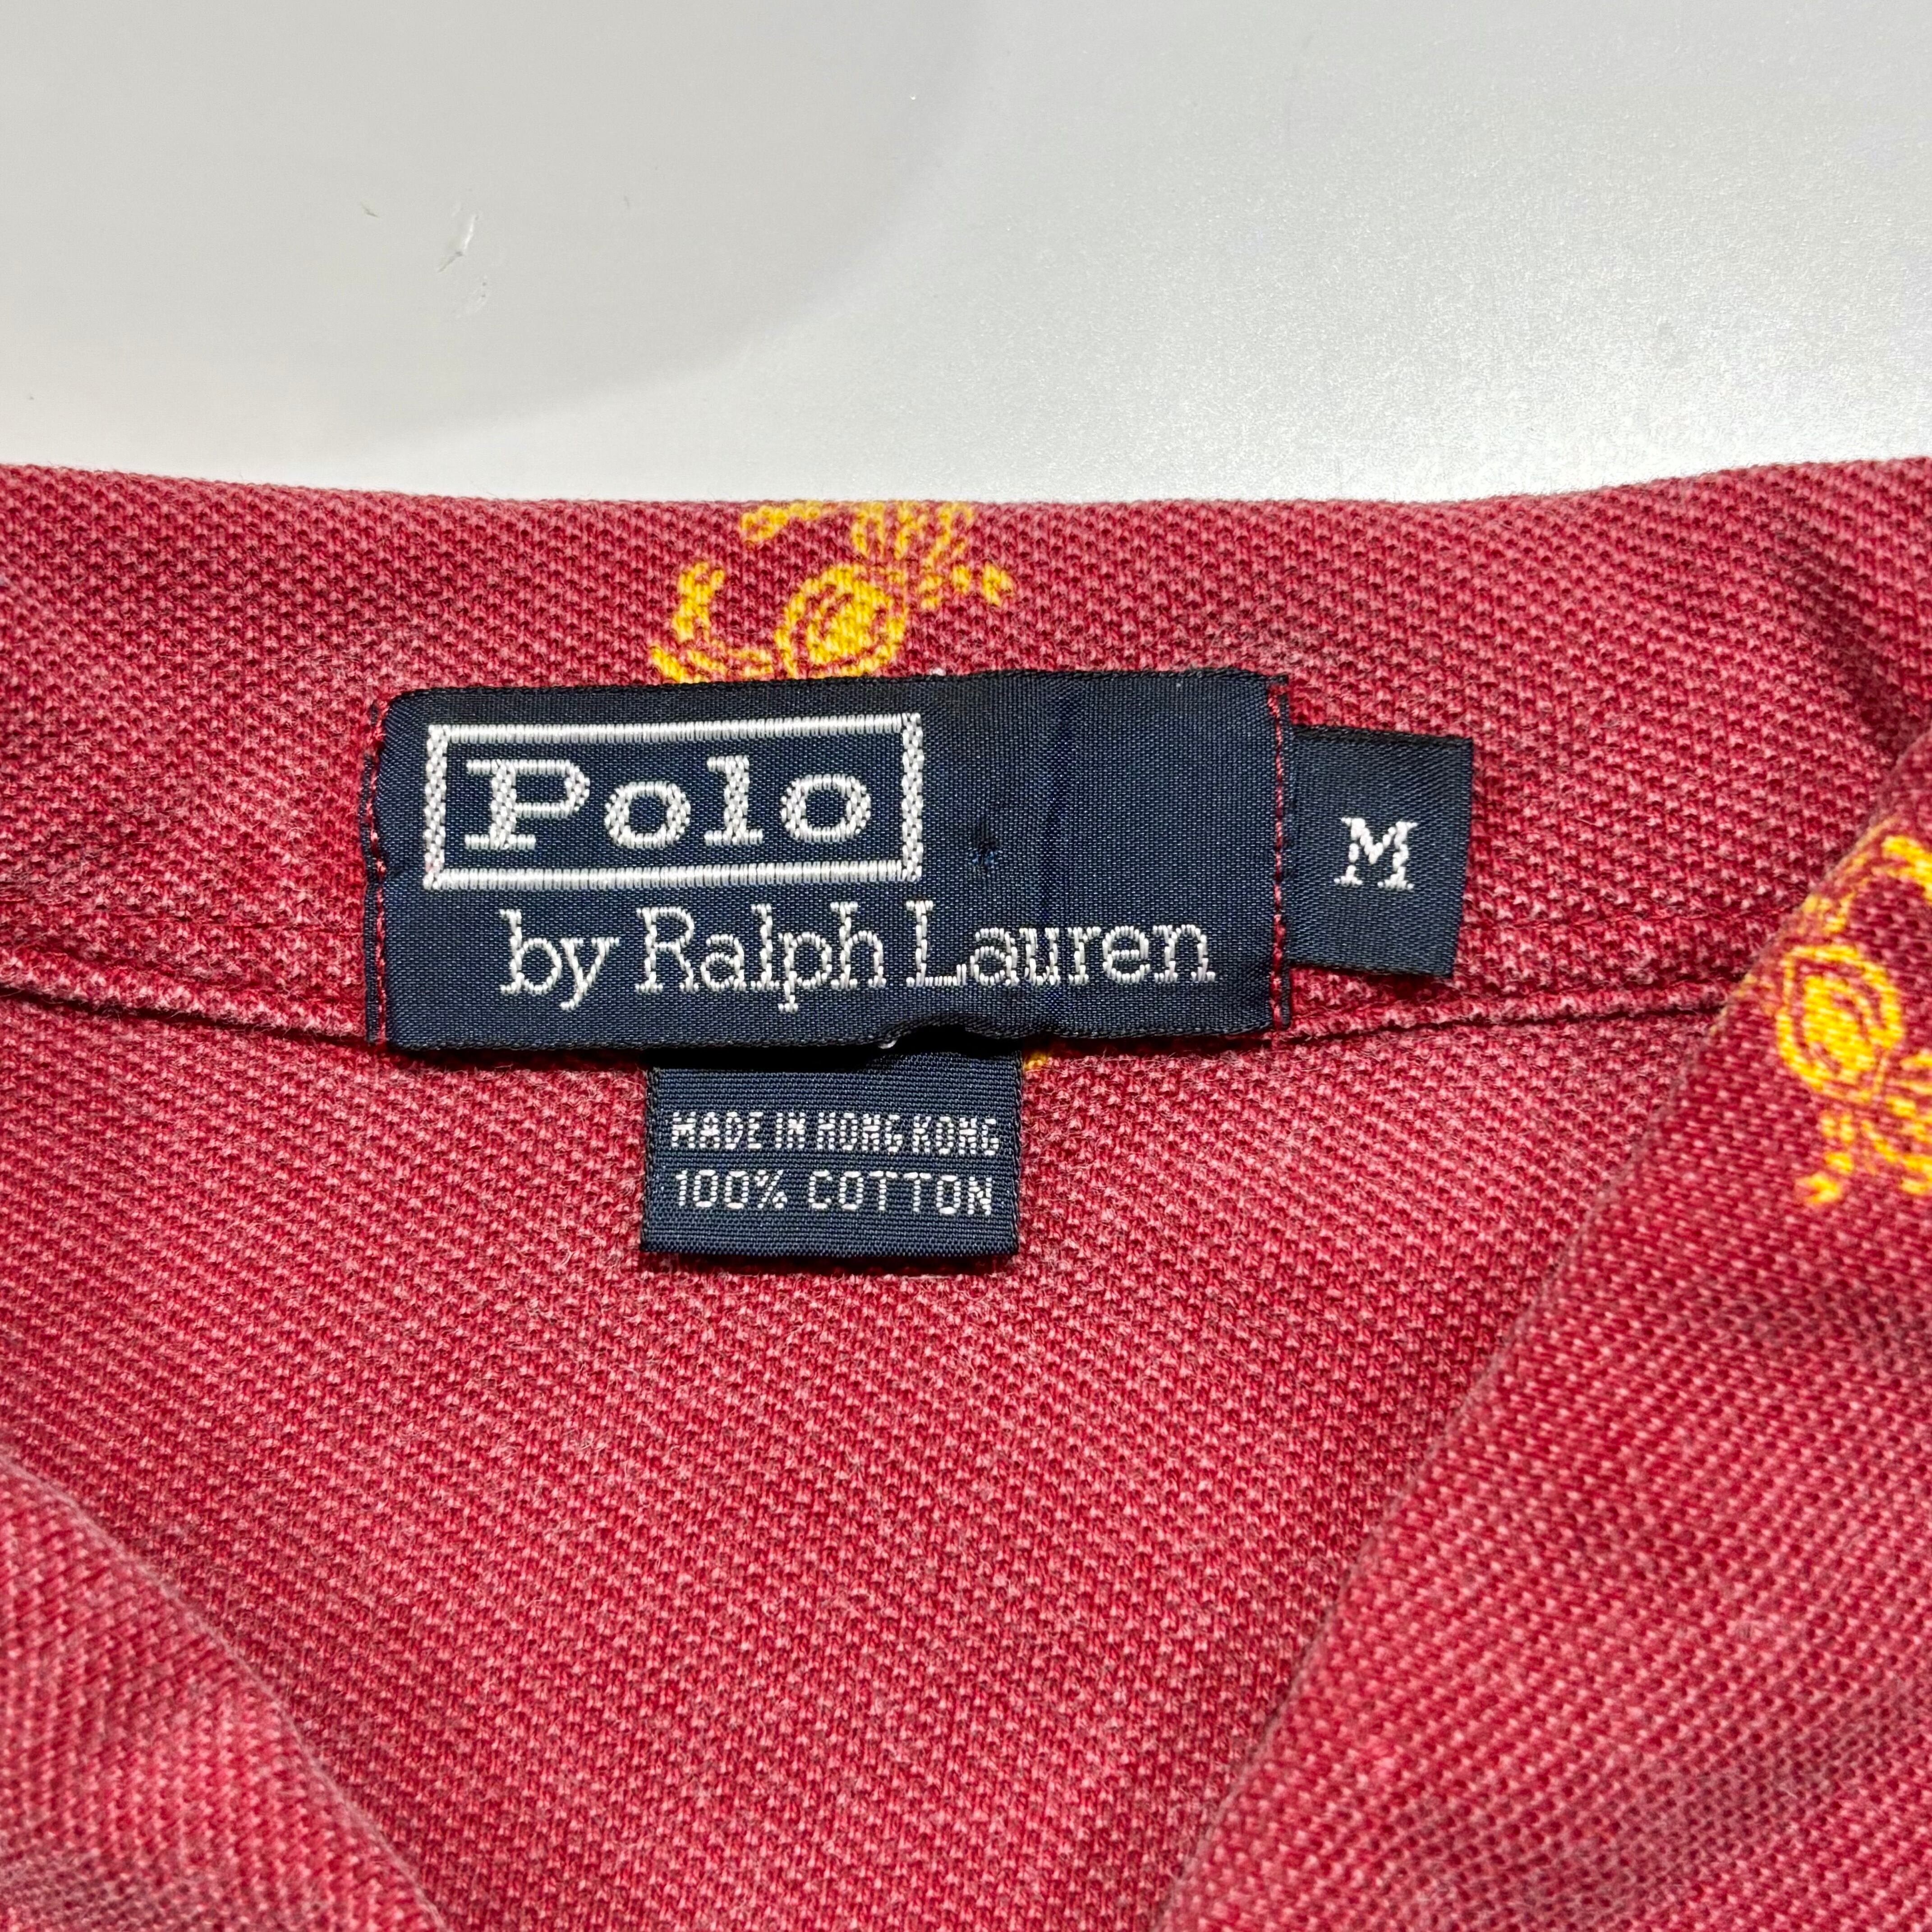 Polo
by Ralph Lauren
M
MADE IN HONG KONG
100% COTTON